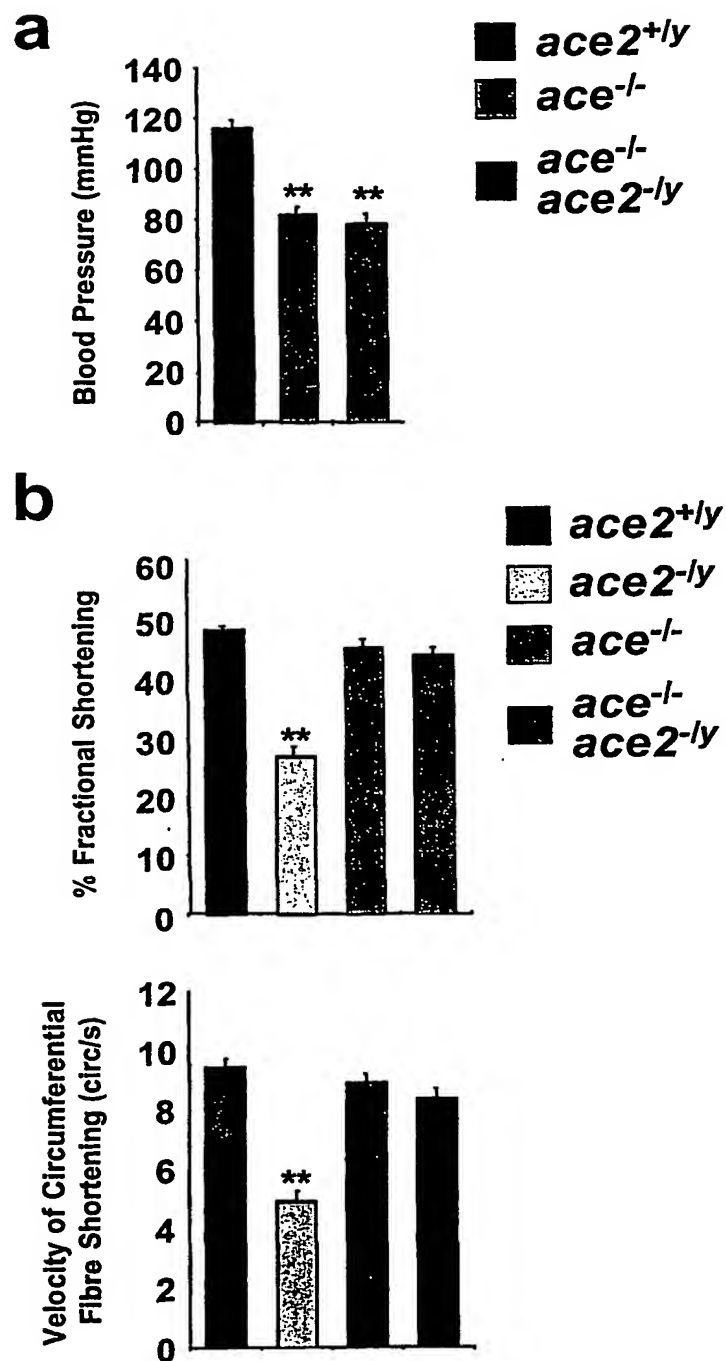 a
ace2+/y
ace-/-
ace-/-
ace2-/y
Blood Pressure (mmHg)
140
120
100
80
60
40
20
0
** **
b
ace2+/y
ace2-/y
ace-/-
ace-/-
ace2-/y
% Fractional Shortening
60
50
40
30
20
10
0
**
Velocity of Circumferential
Fibre Shortening (circ/s)
12
10
8
6
4
2
0
**